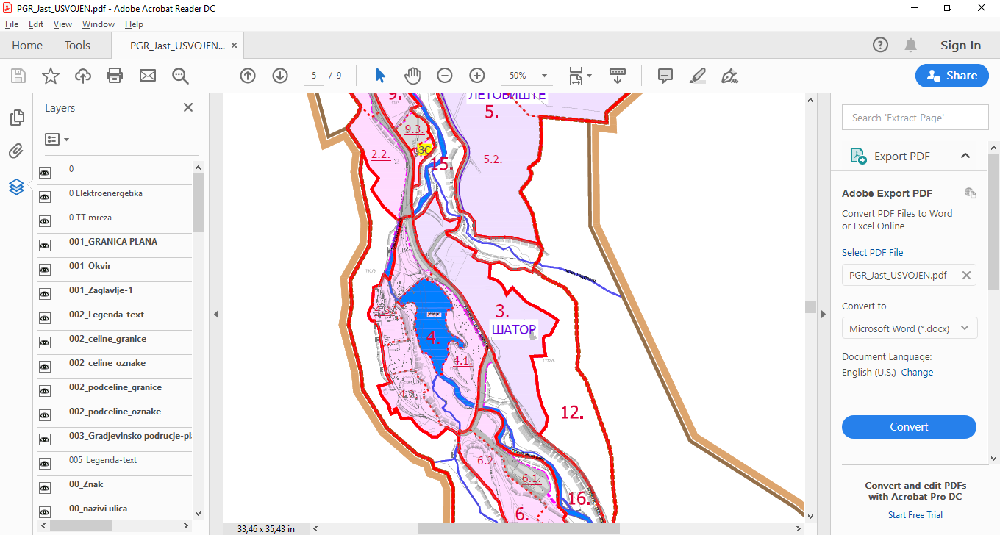 PGR_Jast_USVOJEN.pdf - Adobe Acrobat Reader DC
File Edit View Window Help
Home Tools PGR_Jast_USVOJEN... ×
Sign In
5 / 9
50%
Share
Layers
0
0 Elektroenergetika
0 TT mreza
001_GRANICA PLANA
001_Okvir
001_Zaglavlje-1
002_Legenda-text
002_celine_granice
002_celine_oznake
002_podceline_granice
002_podceline_oznake
003_Gradjevinsko podrucje-pl
005_Legenda-text
00_Znak
00_nazivi ulica
9.
ЛЕТОВИШТЕ
5.
9.3.
2.2.
15.
5.2.
3.
ШАТОР
4.3.
4.
4.1.
4.2.
12.
6.2.
6.1.
16.
6.
33,46 x 35,43 in
Search 'Extract Page'
Export PDF
Adobe Export PDF
Convert PDF Files to Word
or Excel Online
Select PDF File
PGR_Jast_USVOJEN.pdf
Convert to
Microsoft Word (*.docx)
Document Language:
English (U.S.) Change
Convert
Convert and edit PDFs
with Acrobat Pro DC
Start Free Trial